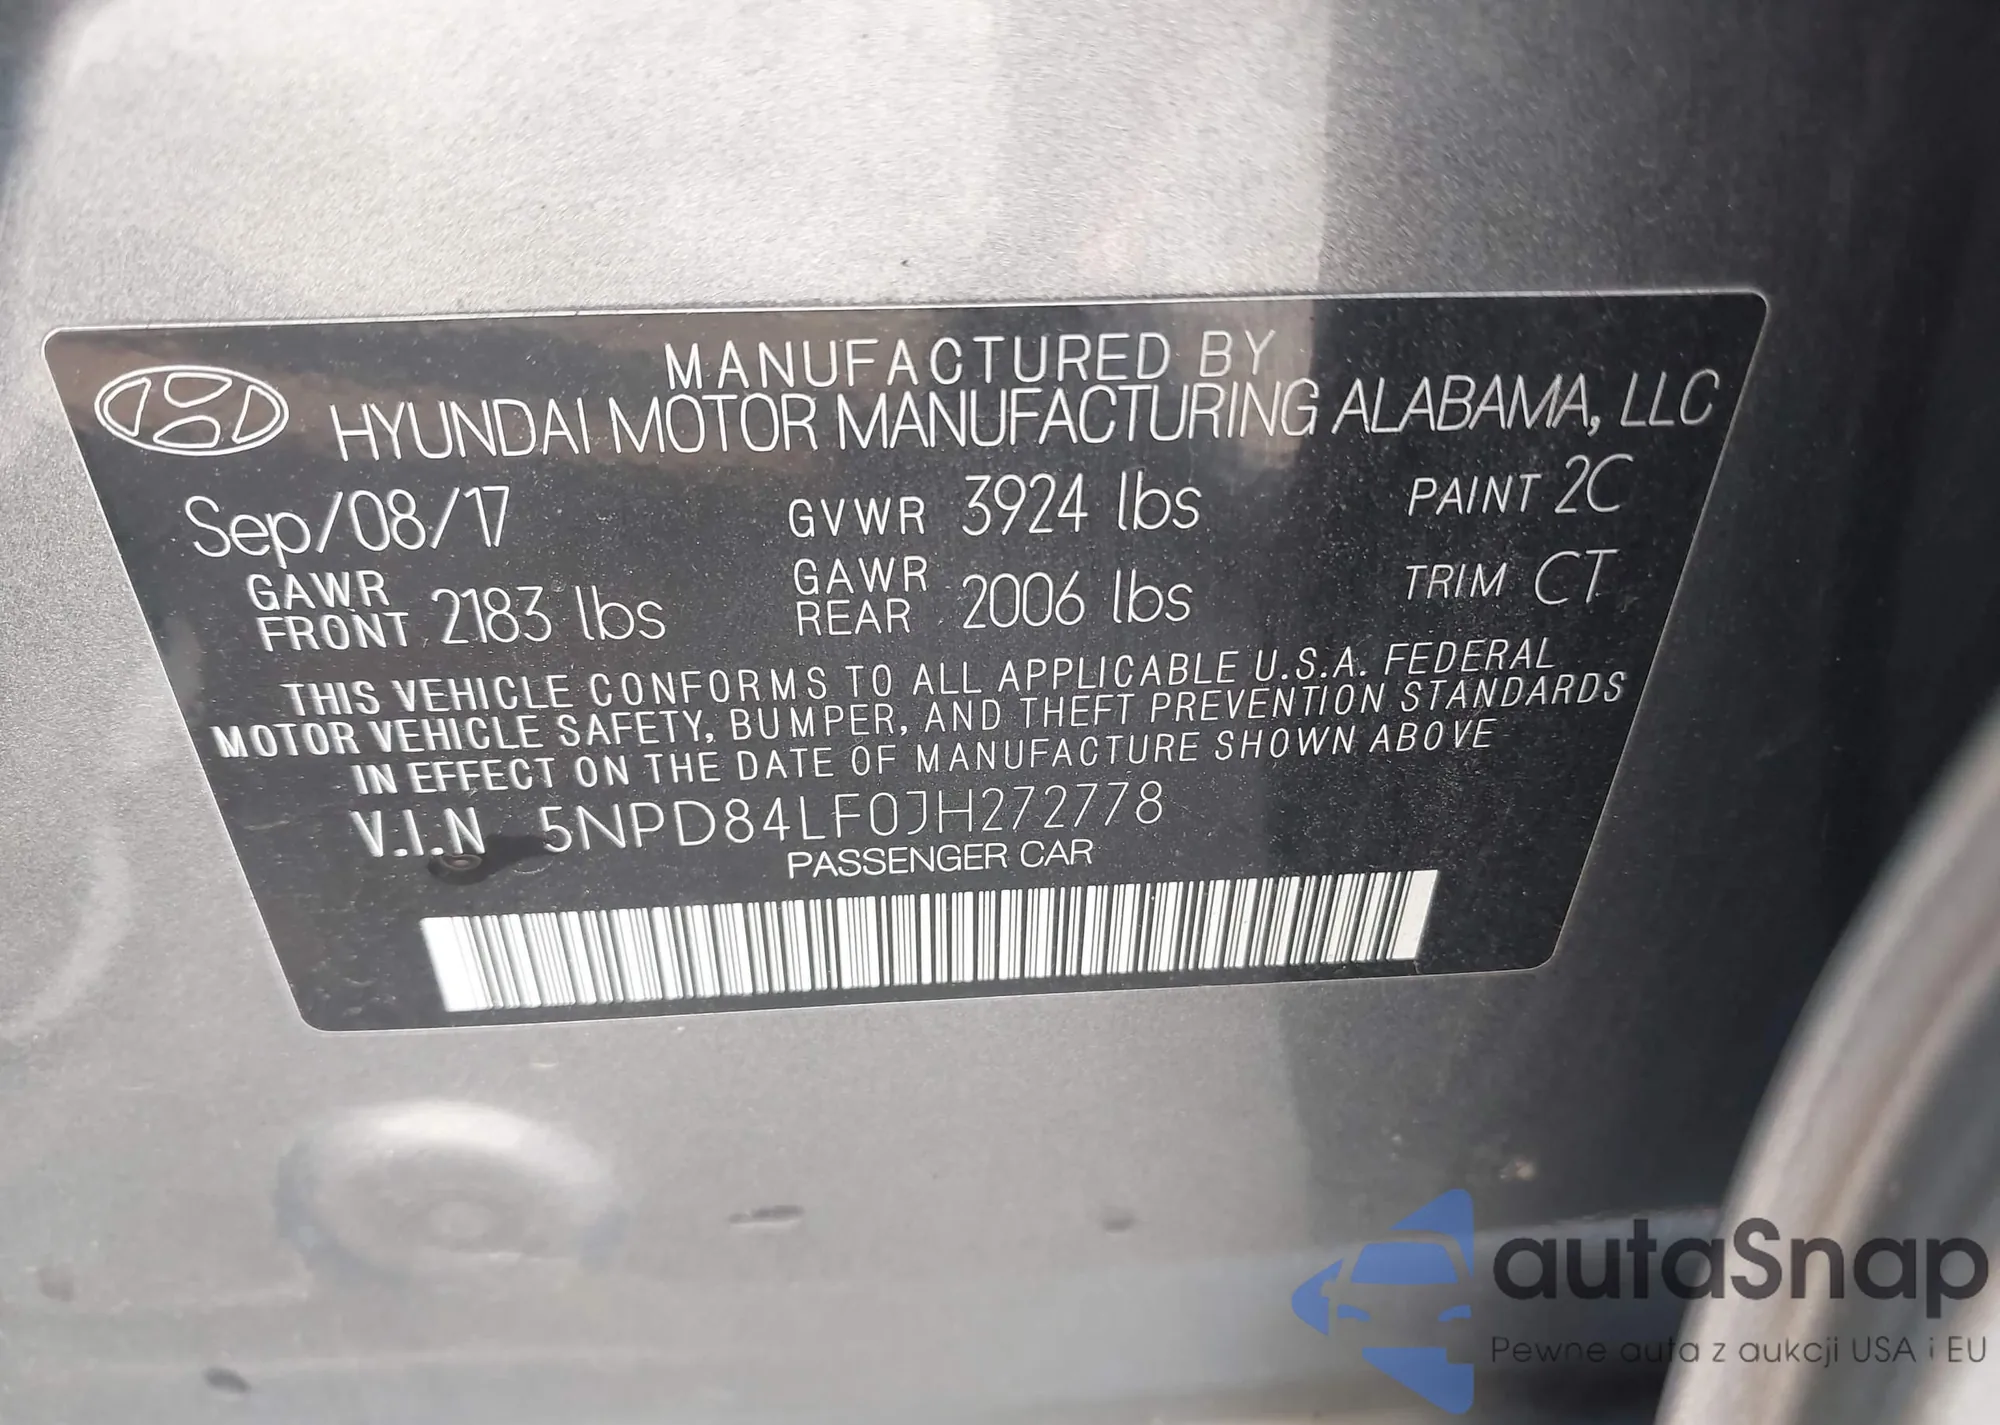 MANUFACTURED BY
HYUNDAI MOTOR MANUFACTURING ALABAMA, LLC
Sep/08/17 GVWR 3924 lbs PAINT 2C
GAWR FRONT 2183 lbs GAWR REAR 2006 lbs TRIM CT
THIS VEHICLE CONFORMS TO ALL APPLICABLE U.S.A. FEDERAL
MOTOR VEHICLE SAFETY, BUMPER, AND THEFT PREVENTION STANDARDS
IN EFFECT ON THE DATE OF MANUFACTURE SHOWN ABOVE
V.I.N 5NPD84LF0JH272778
PASSENGER CAR
autaSnap
Pewne auta z aukcji USA i EU